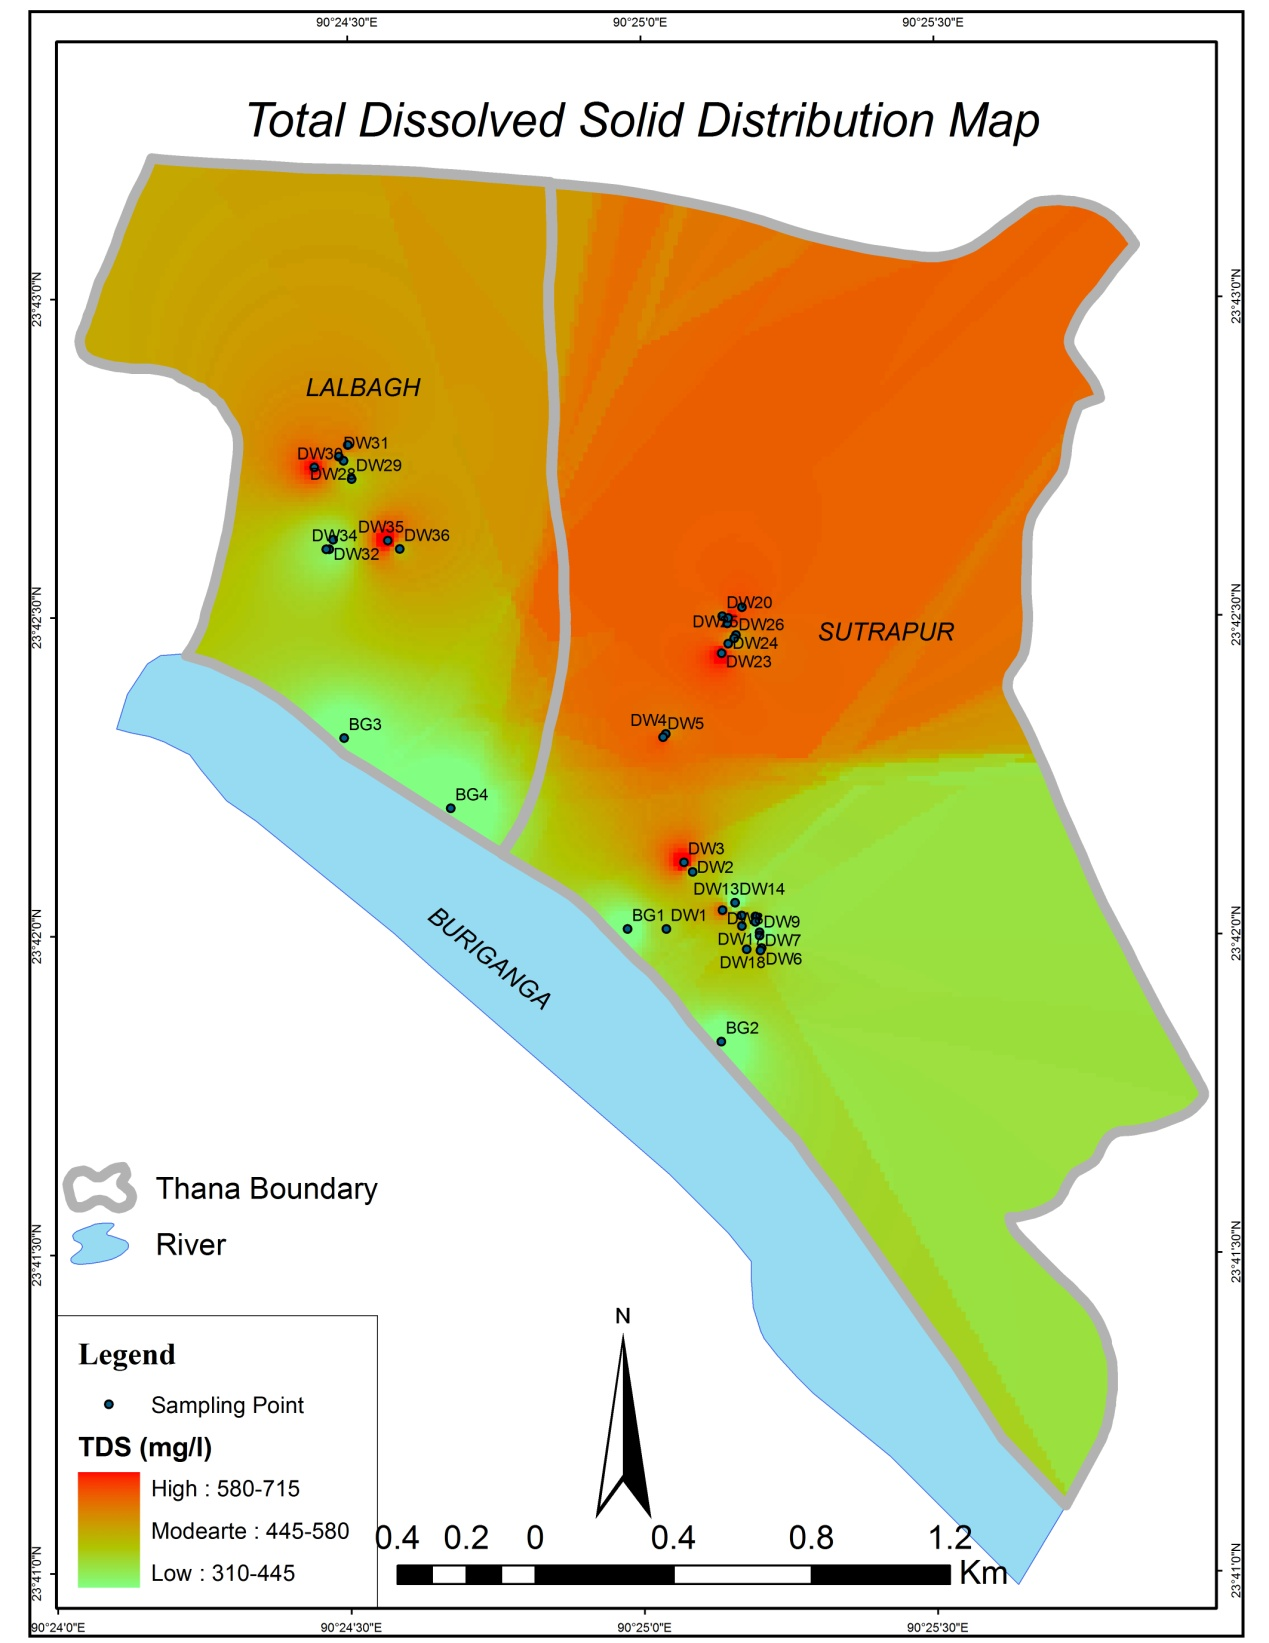 90°24'30"E 90°25'0"E 90°25'30"E
Total Dissolved Solid Distribution Map
23°43'0"N 23°43'0"N
LALBAGH
DW31
DW30
DW29
DW28
DW35
DW34 DW36
DW32
23°42'30"N 23°42'30"N
DW20
DW26
SUTRAPUR
DW24
DW23
DW4 DW5
BG3
BG4
DW3
DW2
DW13 DW14
BG1 DW1 DW9
DW7
DW18 DW6
23°42'0"N 23°42'0"N
BURIGANGA
BG2
Thana Boundary
River
23°41'30"N 23°41'30"N
N
Legend
Sampling Point
TDS (mg/l)
High : 580-715
Modearte : 445-580
Low : 310-445
0.4 0.2 0 0.4 0.8 1.2
Km
23°41'0"N 23°41'0"N
90°24'0"E 90°24'30"E 90°25'0"E 90°25'30"E